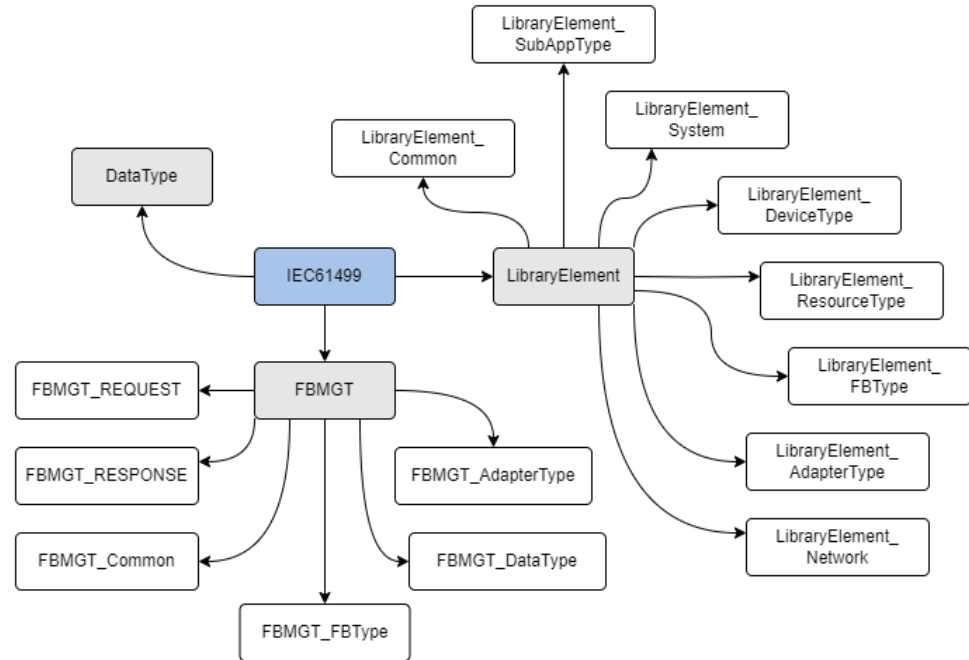 LibraryElement_
SubAppType
LibraryElement_
System
LibraryElement_
Common
DataType
LibraryElement_
DeviceType
IEC61499
LibraryElement
LibraryElement_
ResourceType
FBMGT_REQUEST
FBMGT
LibraryElement_
FBType
FBMGT_RESPONSE
FBMGT_AdapterType
LibraryElement_
AdapterType
FBMGT_Common
FBMGT_DataType
LibraryElement_
Network
FBMGT_FBType